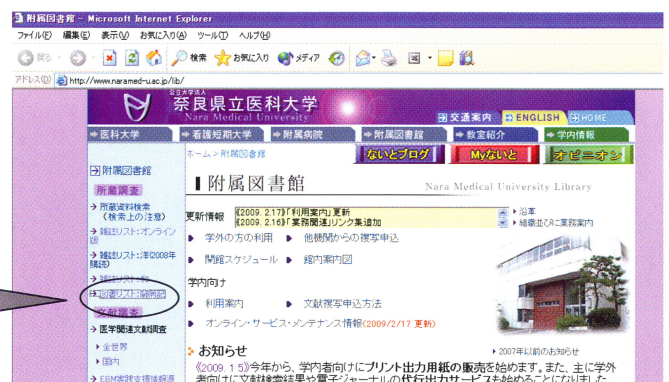 附属図書館 - Microsoft Internet Explorer
ファイル(F) 編集(E) 表示(V) お気に入り(A) ツール(T) ヘルプ(H)
戻る 検索 お気に入り メディア
アドレス(D) http://www.naramed-u.ac.jp/lib/
公立大学法人
奈良県立医科大学
Nara Medical University
交通案内 ENGLISH HOME
医科大学 看護短期大学 附属病院 附属図書館 教室紹介 学内情報
ホーム>附属図書館
ないとブログ Myないと オピニオン
附属図書館
所蔵調査
所蔵資料検索
(検索上の注意)
雑誌リスト:オンライン
版
雑誌リスト:洋(2008年
購読)
雑誌リスト:和
図書リスト:闘病記
文献調査
医学関連文献調査
全世界
国内
EBM実践支援情報源
附属図書館
Nara Medical University Library
更新情報
《2009. 2.17》「利用案内」更新
《2009. 2.16》「業務関連」リンク集追加
沿革
組織並びに業務案内
学外の方の利用 他機関からの複写申込
開館スケジュール 館内案内図
学内向け
利用案内 文献複写申込方法
オンライン・サービス・メンテナンス情報(2009/2/17 更新)
お知らせ
2007年以前のお知らせ
《2009. 1 5》今年から、学内者向けにプリント出力用紙の販売を始めます。また、主に学外
者向けに文献検索結果や電子ジャーナルの代行出力サービスも始めることになりました